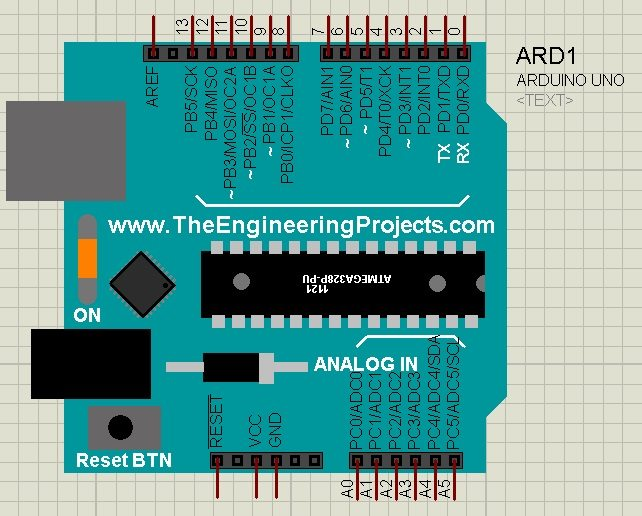 13
12
11
10
9
8
7
6
5
4
3
2
1
0
ARD1
ARDUINO UNO
<TEXT>
AREF
PB5/SCK
PB4/MISO
~PB3/MOSI/OC2A
~PB2/SS/OC1B
~PB1/OC1A
PB0/ICP1/CLKO
PD7/AIN1
~PD6/AIN0
~PD5/T1
PD4/T0/XCK
~PD3/INT1
PD2/INT0
TX PD1/TXD
RX PD0/RXD
www.TheEngineeringProjects.com
1121
ATMEGA328P-PU
ON
ANALOG IN
Reset BTN
RESET
VCC
GND
PC0/ADC0
PC1/ADC1
PC2/ADC2
PC3/ADC3
PC4/ADC4/SDA
PC5/ADC5/SCL
A0
A1
A2
A3
A4
A5